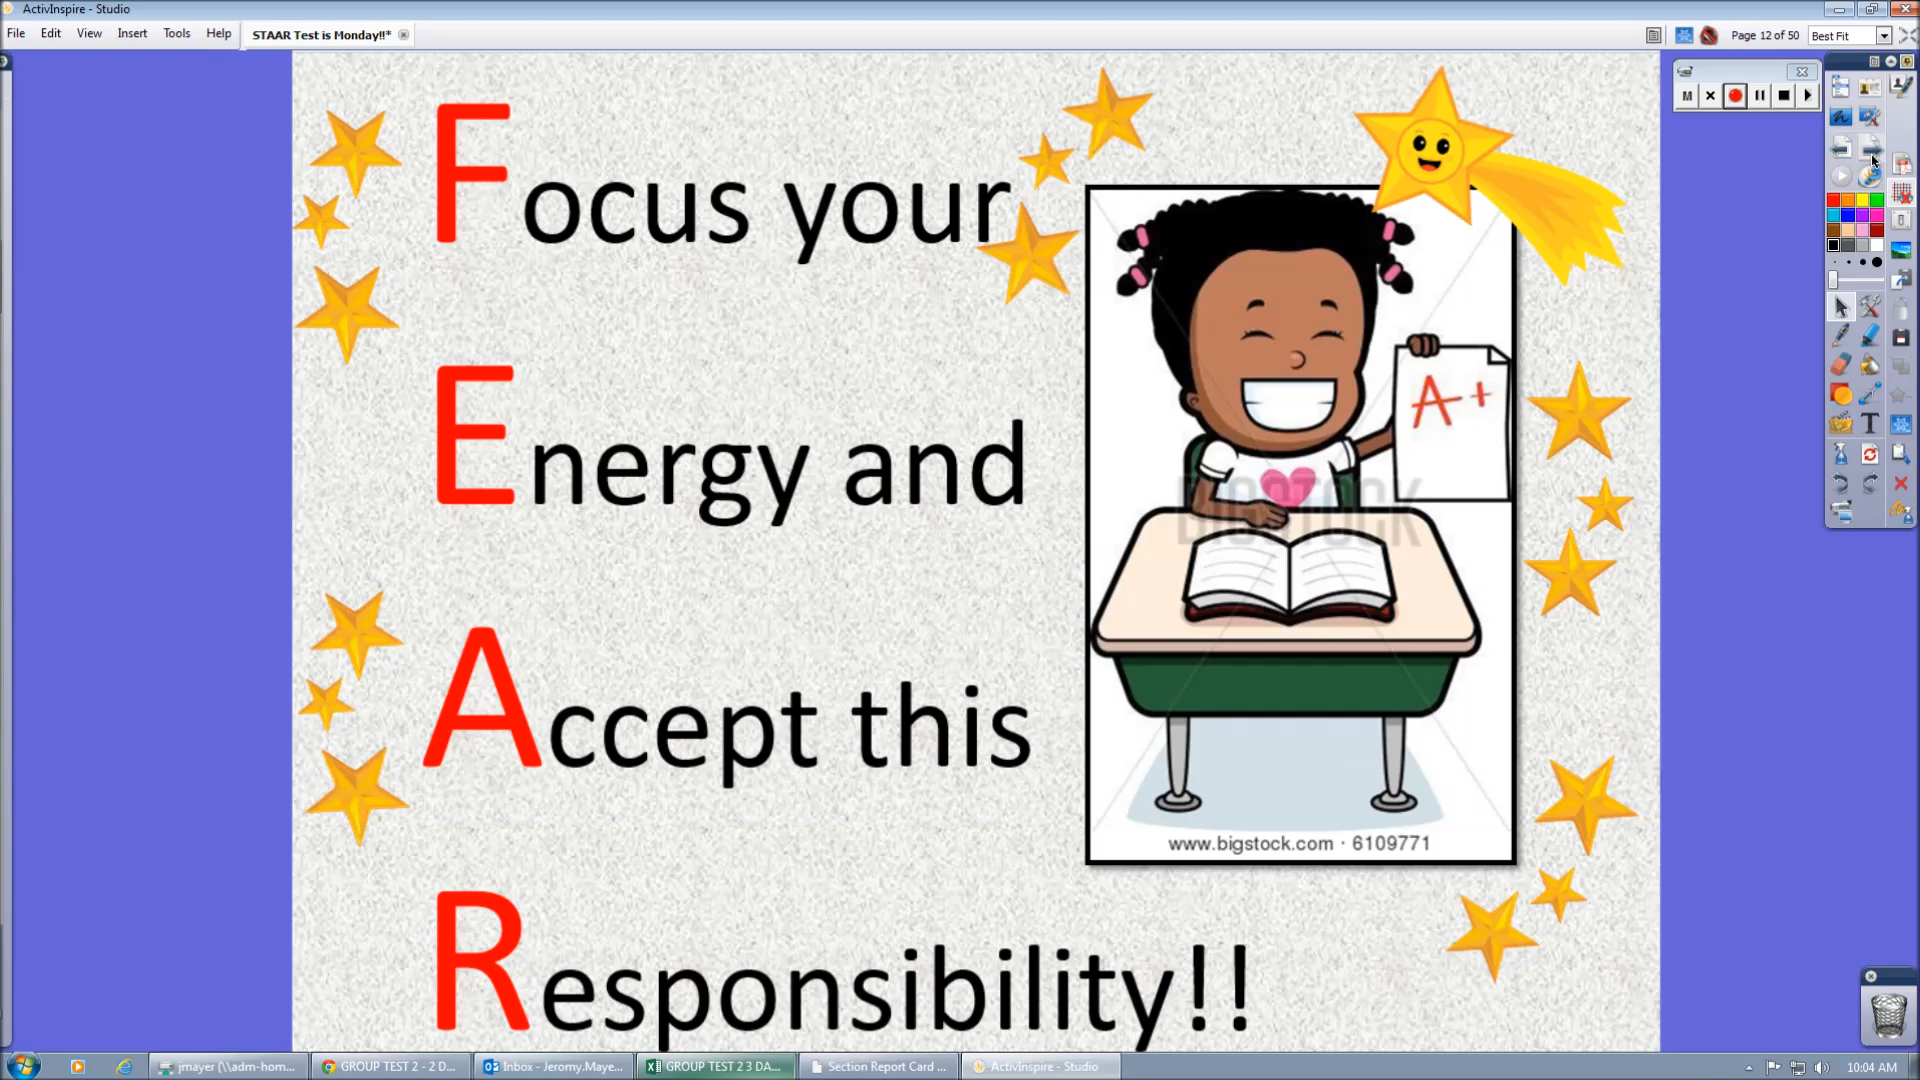 ActivInspire - Studio
File Edit View Insert Tools Help
STAAR Test is Monday!!*
Page 12 of 50
Best Fit
M
Focus your
Energy and
Accept this
Responsibility!!
A+
BIGSTOCK
www.bigstock.com · 6109771
T
jmayer (\\adm-hom...
GROUP TEST 2 - 2 D...
Inbox - Jeromy.Maye...
GROUP TEST 2 3 DA...
Section Report Card ...
ActivInspire - Studio
10:04 AM